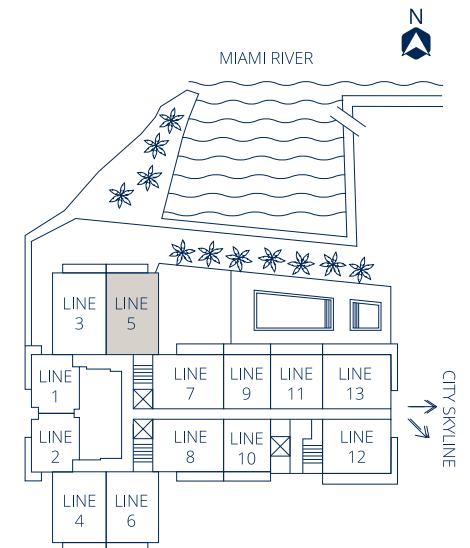 N
MIAMI RIVER
LINE
3
LINE
5
LINE
1
LINE
7
LINE
9
LINE
11
LINE
13
CITY SKYLINE
LINE
2
LINE
8
LINE
10
LINE
12
LINE
4
LINE
6